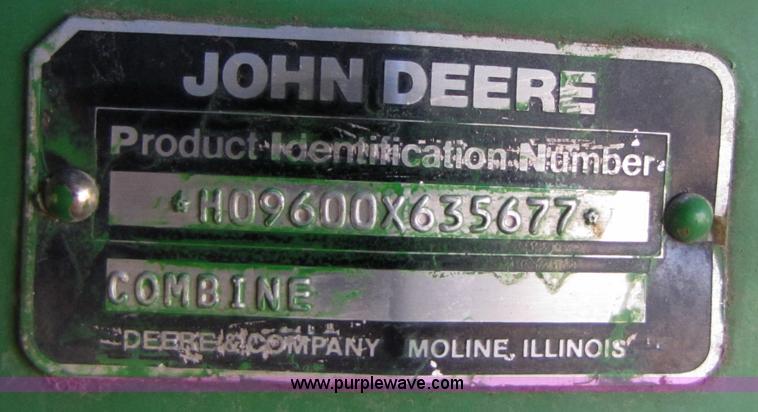 JOHN DEERE
Product Identification Number
*H09600X635677*
COMBINE
DEERE & COMPANY MOLINE, ILLINOIS
www.purplewave.com